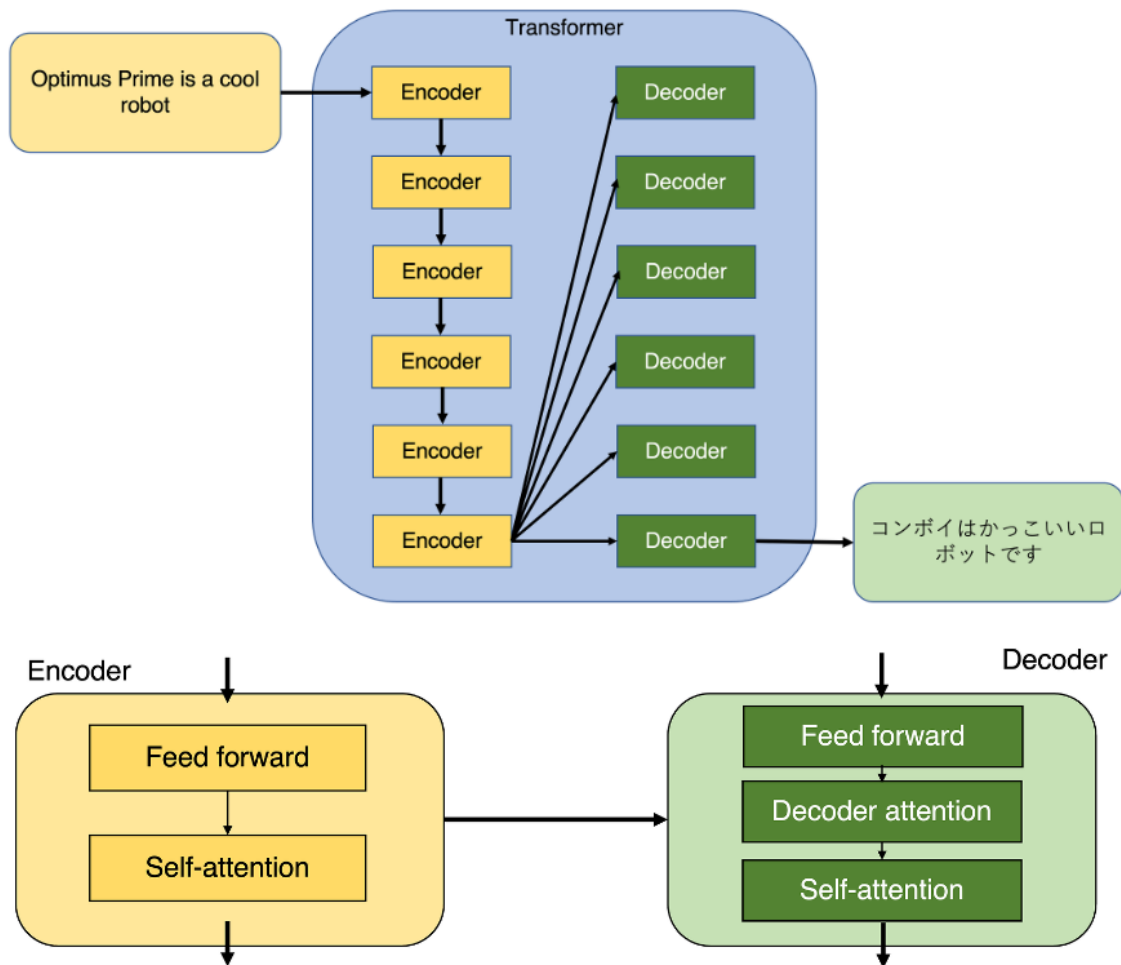 Transformer
Optimus Prime is a cool
robot
Encoder
Decoder
Encoder
Decoder
Encoder
Decoder
Encoder
Decoder
Encoder
Decoder
Encoder
Decoder
コンボイはかっこいいロ
ボットです
Encoder
Decoder
Feed forward
Self-attention
Feed forward
Decoder attention
Self-attention